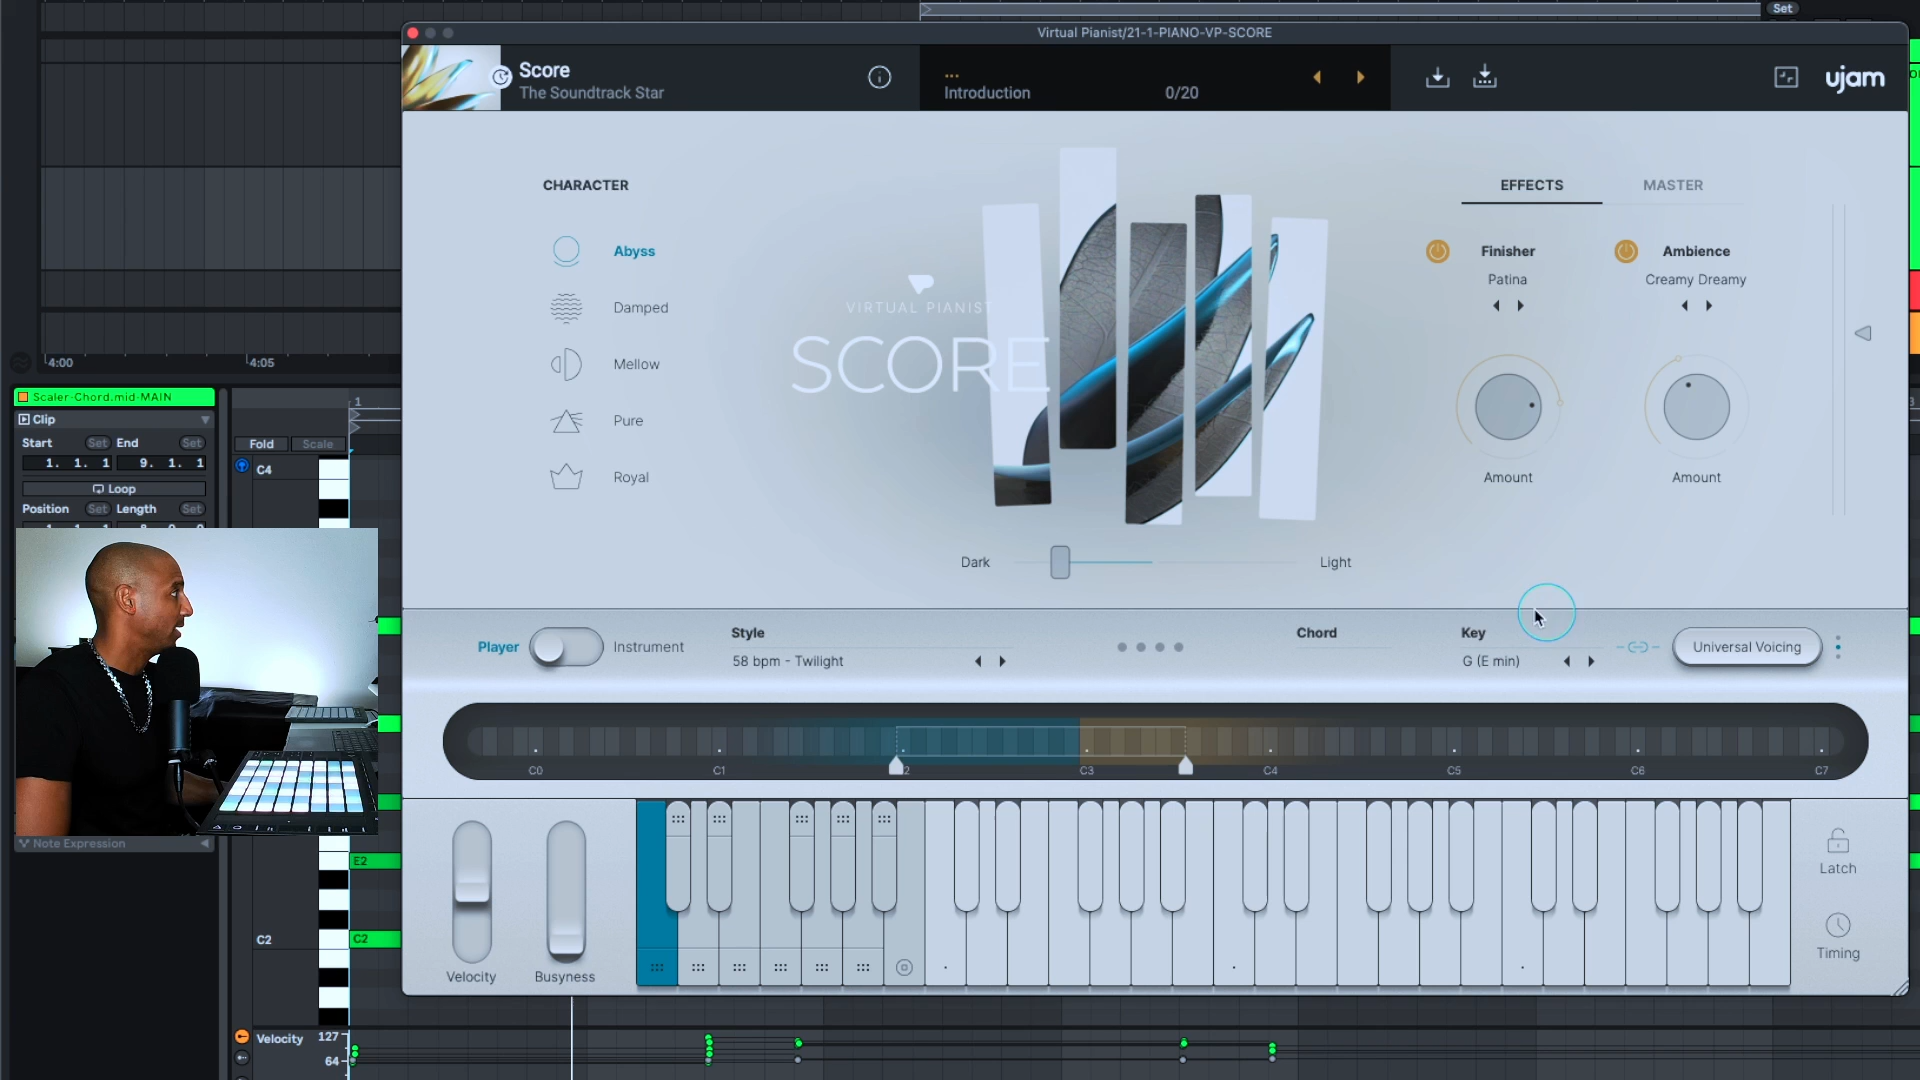 Set
Virtual Pianist/21-1-PIANO-VP-SCORE
Score
The Soundtrack Star
...
Introduction
0/20
ujam
CHARACTER
Abyss
Damped
Mellow
Pure
Royal
VIRTUAL PIANIST
SCORE
EFFECTS
MASTER
Finisher
Patina
Amount
Ambience
Creamy Dreamy
Amount
Dark
Light
4:00
4:05
Scaler-Chord.mid-MAIN
Clip
Start Set End Set
1. 1. 1 9. 1. 1
Loop
Position Set Length Set
1
Fold Scale
C4
Player
Instrument
Style
58 bpm - Twilight
Chord
Key
G (E min)
Universal Voicing
C0 C1 2 C3 C4 C5 C6 C7
Note Expression
E2
C2
C2
Velocity
Busyness
Latch
Timing
Velocity
127
64